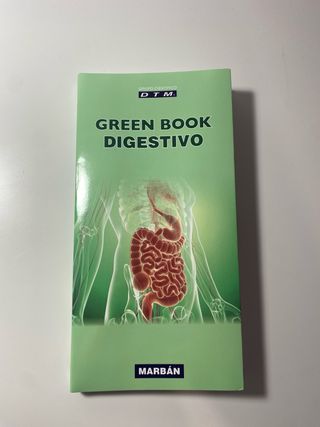 DTM
GREEN BOOK
DIGESTIVO
MARBÁN